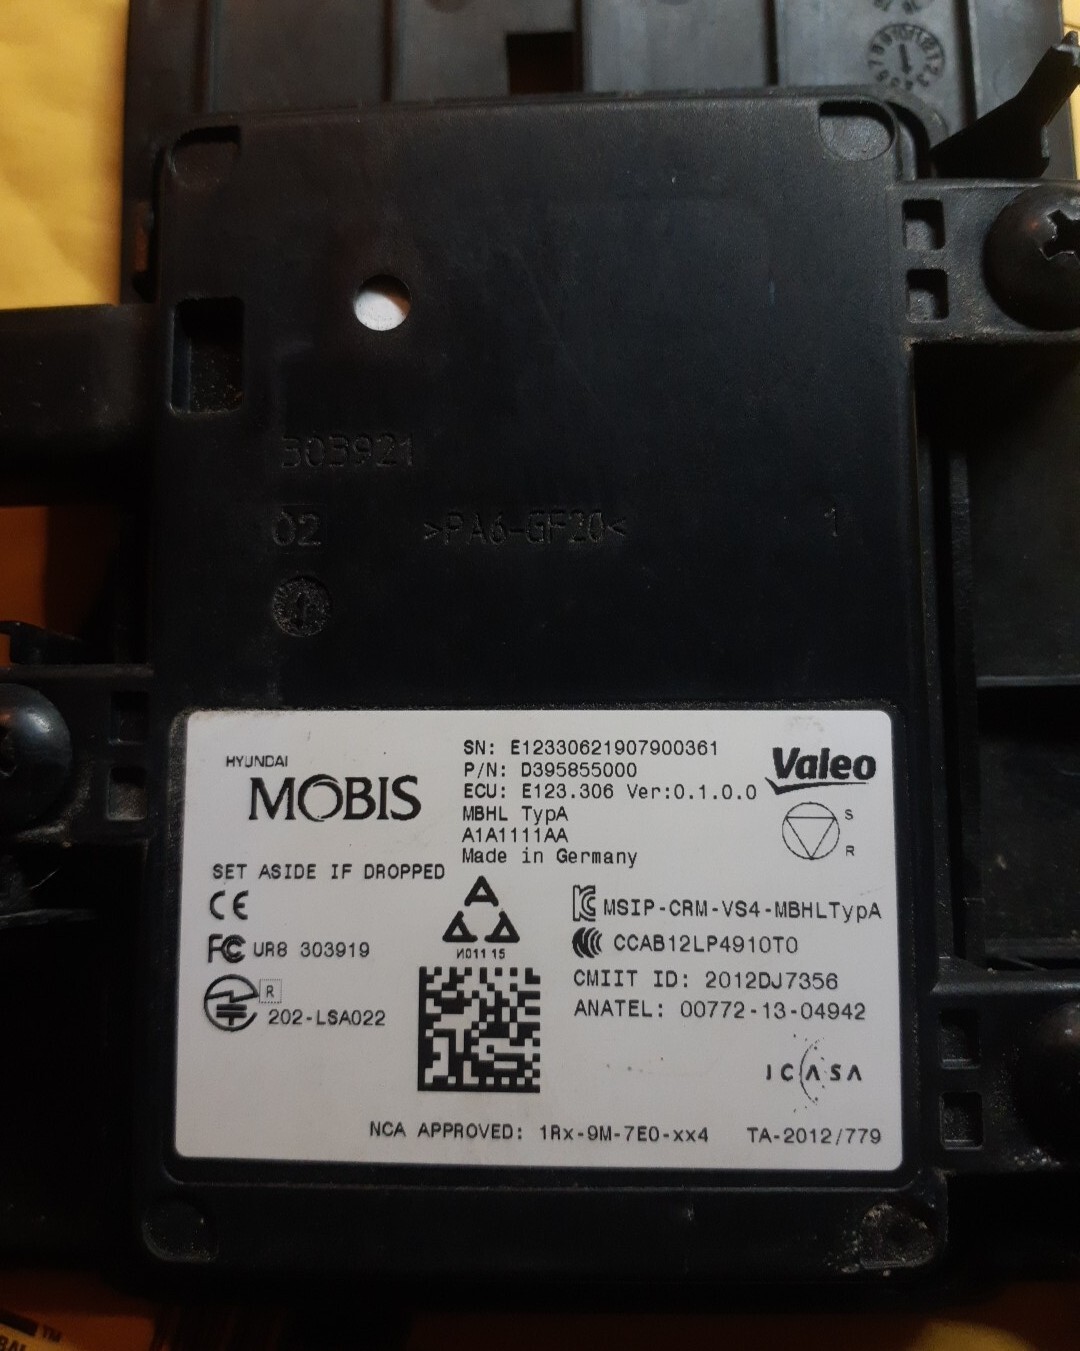 303921
02 >PA6-GF20< 1
HYUNDAI
MOBIS
SN: E12330621907900361
P/N: D395855000
ECU: E123.306 Ver:0.1.0.0
MBHL TypA
A1A1111AA
Made in Germany
Valeo
S
R
SET ASIDE IF DROPPED
CE
FC UR8 303919
R 202-LSA022
И011 15
MSIP-CRM-VS4-MBHLTypA
CCAB12LP4910T0
CMIIT ID: 2012DJ7356
ANATEL: 00772-13-04942
ICASA
NCA APPROVED: 1Rx-9M-7E0-xx4 TA-2012/779
TM